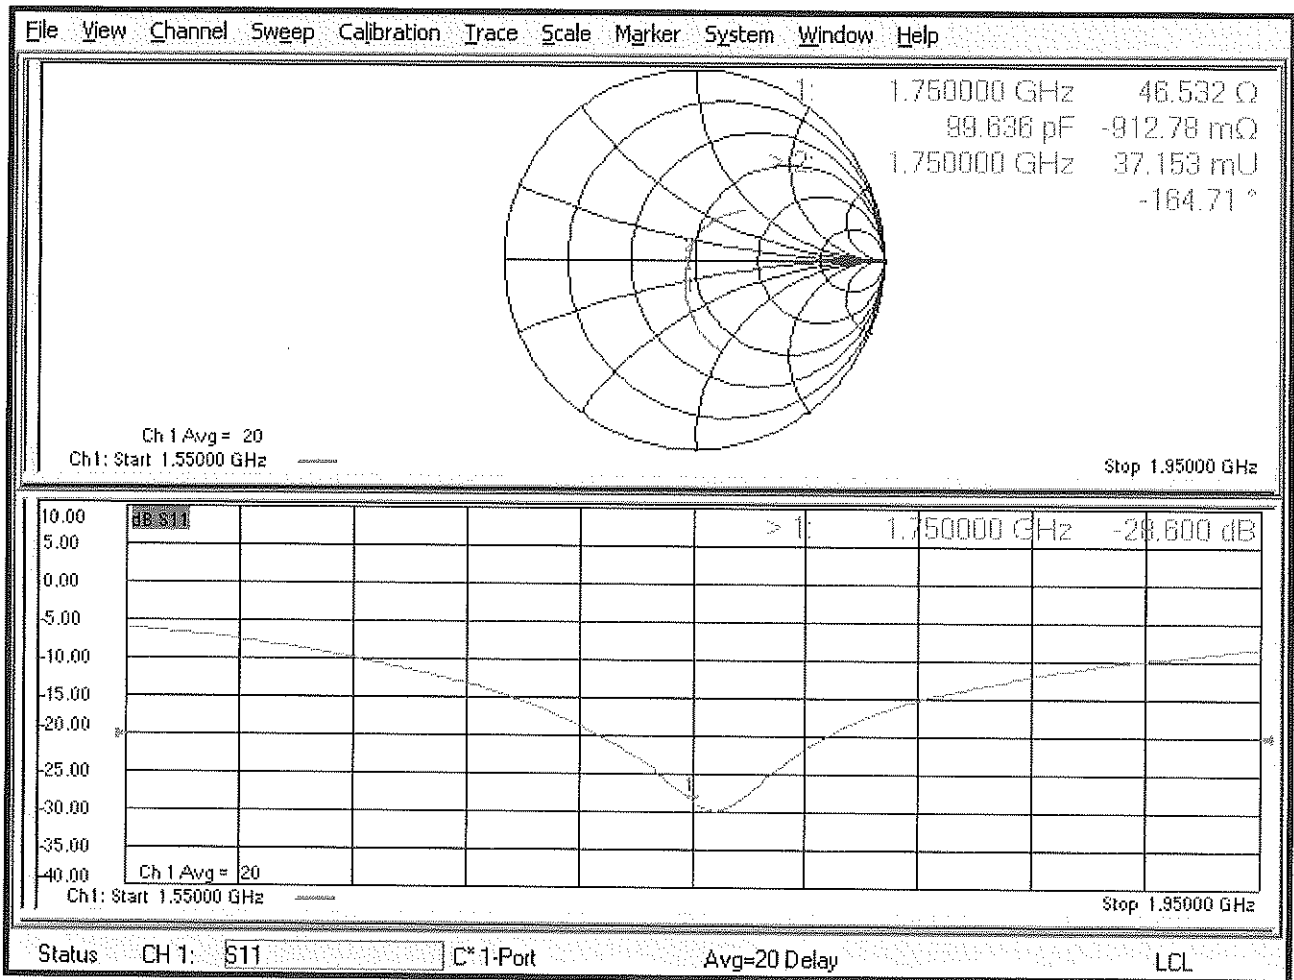 File View Channel Sweep Calibration Trace Scale Marker System Window Help
1: 1.750000 GHz 46.532 Ω
99.636 pF -912.78 mΩ
> 2: 1.750000 GHz 37.153 mU
-164.71 °
2
1
Ch 1 Avg = 20
Ch1: Start 1.55000 GHz
Stop 1.95000 GHz
10.00 dB S11
> 1: 1.750000 GHz -28.600 dB
5.00
0.00
-5.00
-10.00
-15.00
-20.00
-25.00
1
-30.00
-35.00
-40.00
Ch 1 Avg = 20
Ch1: Start 1.55000 GHz
Stop 1.95000 GHz
Status CH 1: S11 C* 1-Port Avg=20 Delay LCL